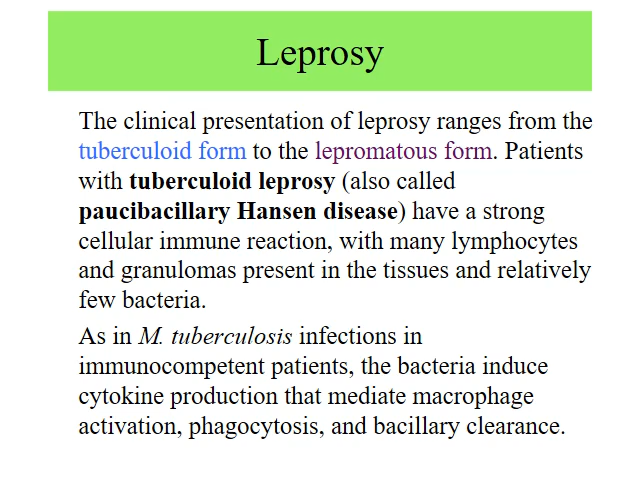 Leprosy
The clinical presentation of leprosy ranges from the
tuberculoid form to the lepromatous form. Patients
with tuberculoid leprosy (also called
paucibacillary Hansen disease) have a strong
cellular immune reaction, with many lymphocytes
and granulomas present in the tissues and relatively
few bacteria.
As in M. tuberculosis infections in
immunocompetent patients, the bacteria induce
cytokine production that mediate macrophage
activation, phagocytosis, and bacillary clearance.